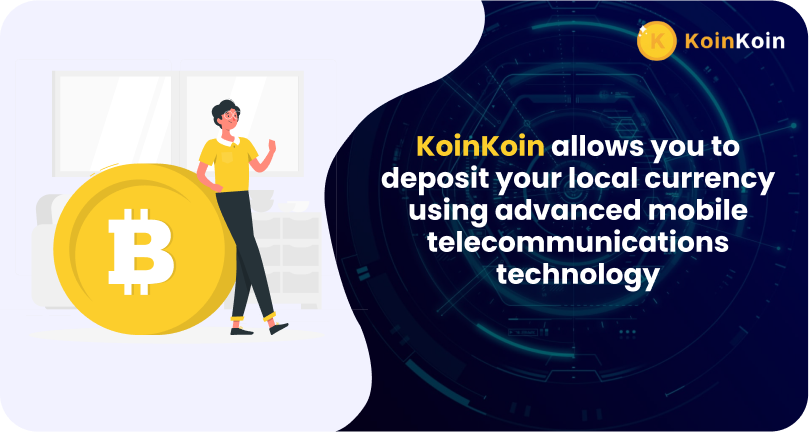 KoinKoin
KoinKoin allows you to
deposit your local currency
using advanced mobile
telecommunications
technology